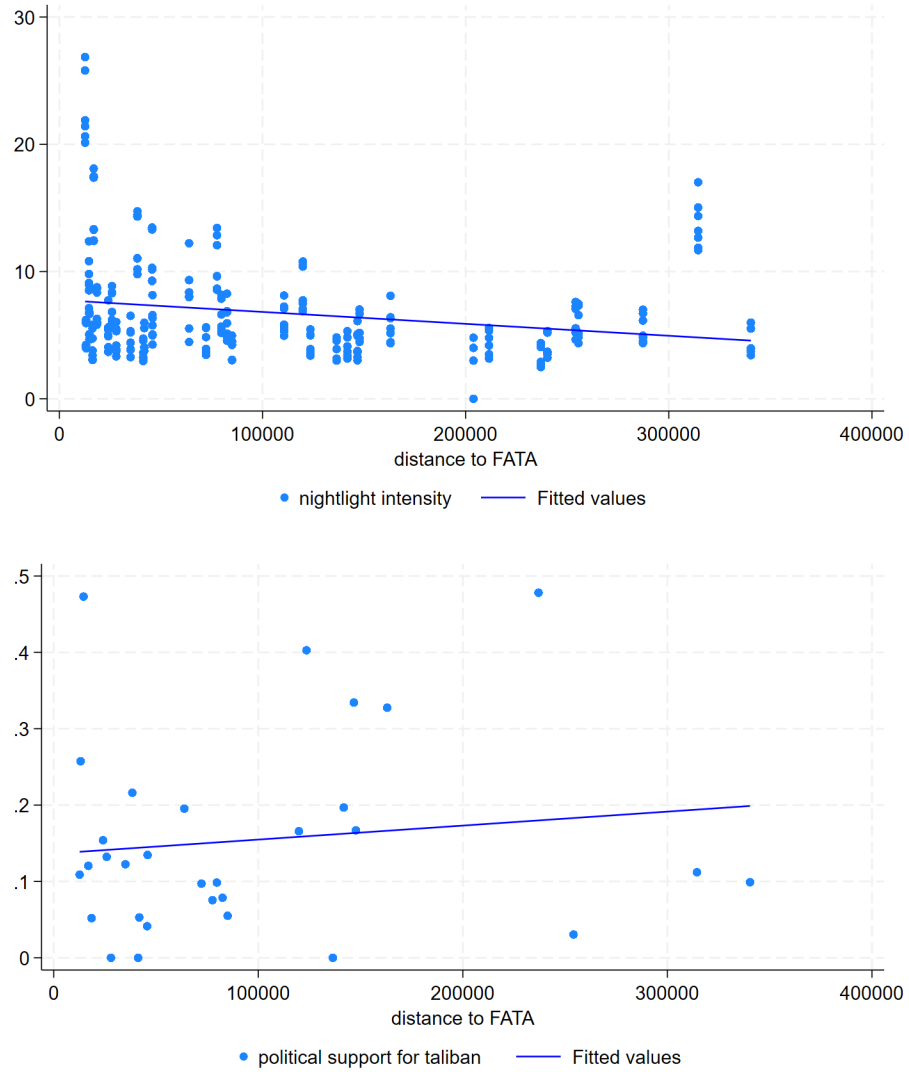 30
20
10
0
0 100000 200000 300000 400000
distance to FATA
nightlight intensity Fitted values
.5
.4
.3
.2
.1
0
0 100000 200000 300000 400000
distance to FATA
political support for taliban Fitted values